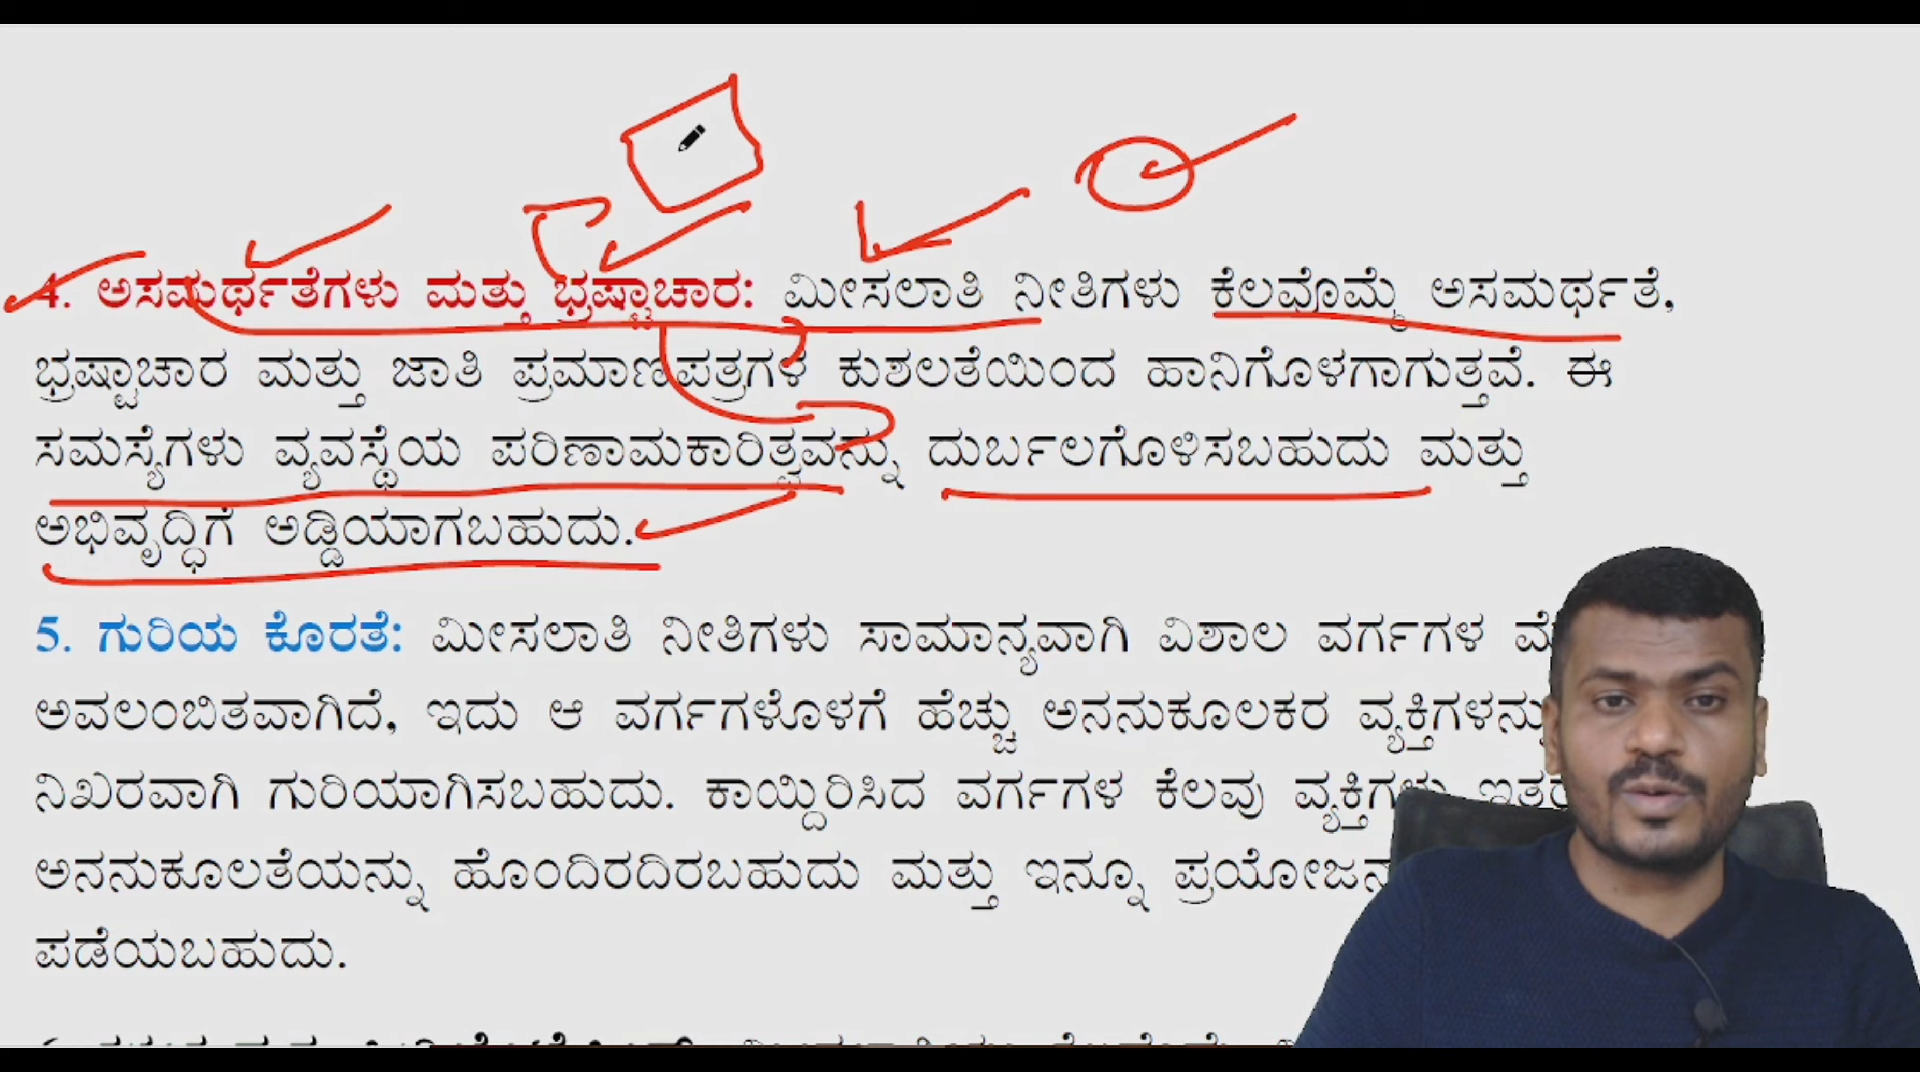 4. ಅಸಮರ್ಥತೆಗಳು ಮತ್ತು ಭ್ರಷ್ಟಾಚಾರ: ಮೀಸಲಾತಿ ನೀತಿಗಳು ಕೆಲವೊಮ್ಮೆ ಅಸಮರ್ಥತೆ,
ಭ್ರಷ್ಟಾಚಾರ ಮತ್ತು ಜಾತಿ ಪ್ರಮಾಣಪತ್ರಗಳ ಕುಶಲತೆಯಿಂದ ಹಾನಿಗೊಳಗಾಗುತ್ತವೆ. ಈ
ಸಮಸ್ಯೆಗಳು ವ್ಯವಸ್ಥೆಯ ಪರಿಣಾಮಕಾರಿತ್ವವನ್ನು ದುರ್ಬಲಗೊಳಿಸಬಹುದು ಮತ್ತು
ಅಭಿವೃದ್ಧಿಗೆ ಅಡ್ಡಿಯಾಗಬಹುದು.
5. ಗುರಿಯ ಕೊರತೆ: ಮೀಸಲಾತಿ ನೀತಿಗಳು ಸಾಮಾನ್ಯವಾಗಿ ವಿಶಾಲ ವರ್ಗಗಳ
ಅವಲಂಬಿತವಾಗಿದೆ, ಇದು ಆ ವರ್ಗಗಳೊಳಗೆ ಹೆಚ್ಚು ಅನನುಕೂಲಕರ ವ್ಯಕ್ತಿಗಳನ್ನು
ನಿಖರವಾಗಿ ಗುರಿಯಾಗಿಸಬಹುದು. ಕಾಯ್ದಿರಿಸಿದ ವರ್ಗಗಳ ಕೆಲವು ವ್ಯಕ್ತಿಗಳು
ಅನನುಕೂಲತೆಯನ್ನು ಹೊಂದಿರದಿರಬಹುದು ಮತ್ತು ಇನ್ನೂ
ಪಡೆಯಬಹುದು.